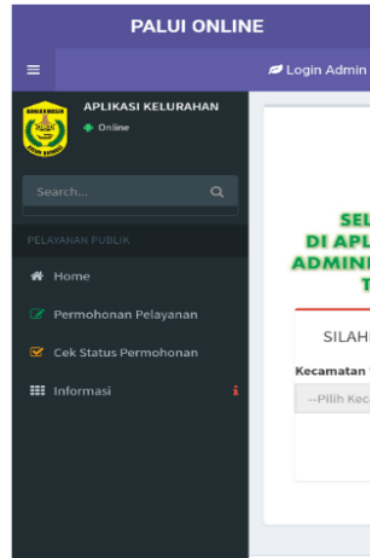 PALUI ONLINE
Login Admin
APLIKASI KELURAHAN
Online
Search...
PELAYANAN PUBLIK
Home
Permohonan Pelayanan
Cek Status Permohonan
Informasi
SEL
DI APL
ADMINI
T
SILAH
Kecamatan
--Pilih Kec